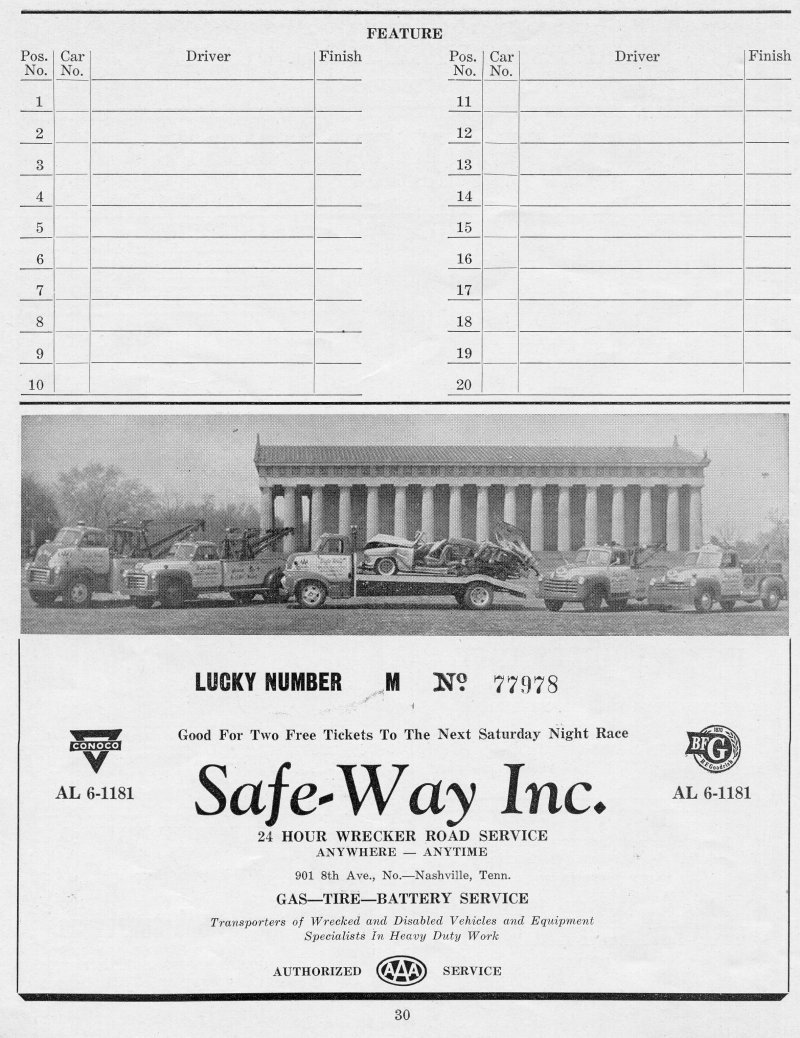 FEATURE
Pos. No. Car No. Driver Finish
1
2
3
4
5
6
7
8
9
10
Pos. No. Car No. Driver Finish
11
12
13
14
15
16
17
18
19
20
LUCKY NUMBER M No 77978
Good For Two Free Tickets To The Next Saturday Night Race
CONOCO
AL 6-1181
1870
BFG
B.F. Goodrich
AL 6-1181
Safe-Way Inc.
24 HOUR WRECKER ROAD SERVICE
ANYWHERE — ANYTIME
901 8th Ave., No.—Nashville, Tenn.
GAS—TIRE—BATTERY SERVICE
Transporters of Wrecked and Disabled Vehicles and Equipment
Specialists In Heavy Duty Work
AUTHORIZED AAA SERVICE
30